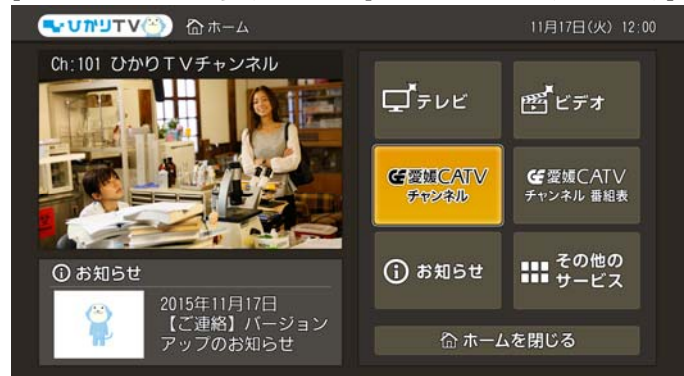 ひかりTV
ホーム
11月17日(火) 12:00
Ch:101 ひかりＴＶチャンネル
テレビ
ビデオ
愛媛CATV
チャンネル
愛媛CATV
チャンネル 番組表
お知らせ
2015年11月17日
【ご連絡】バージョン
アップのお知らせ
お知らせ
その他の
サービス
ホームを閉じる